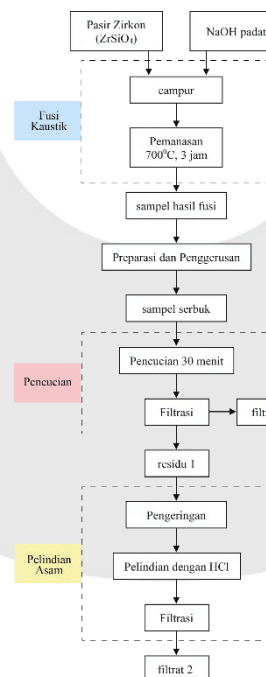 Pasir Zirkon
(ZrSiO₄)
NaOH padat
campur
Fusi
Kaustik
Pemanasan
700⁰C, 3 jam
sampel hasil fusi
Preparasi dan Penggerusan
sampel serbuk
Pencucian 30 menit
Pencucian
Filtrasi
residu 1
Pengeringan
Pelindian
Asam
Pelindian dengan HCl
Filtrasi
filtrat 2